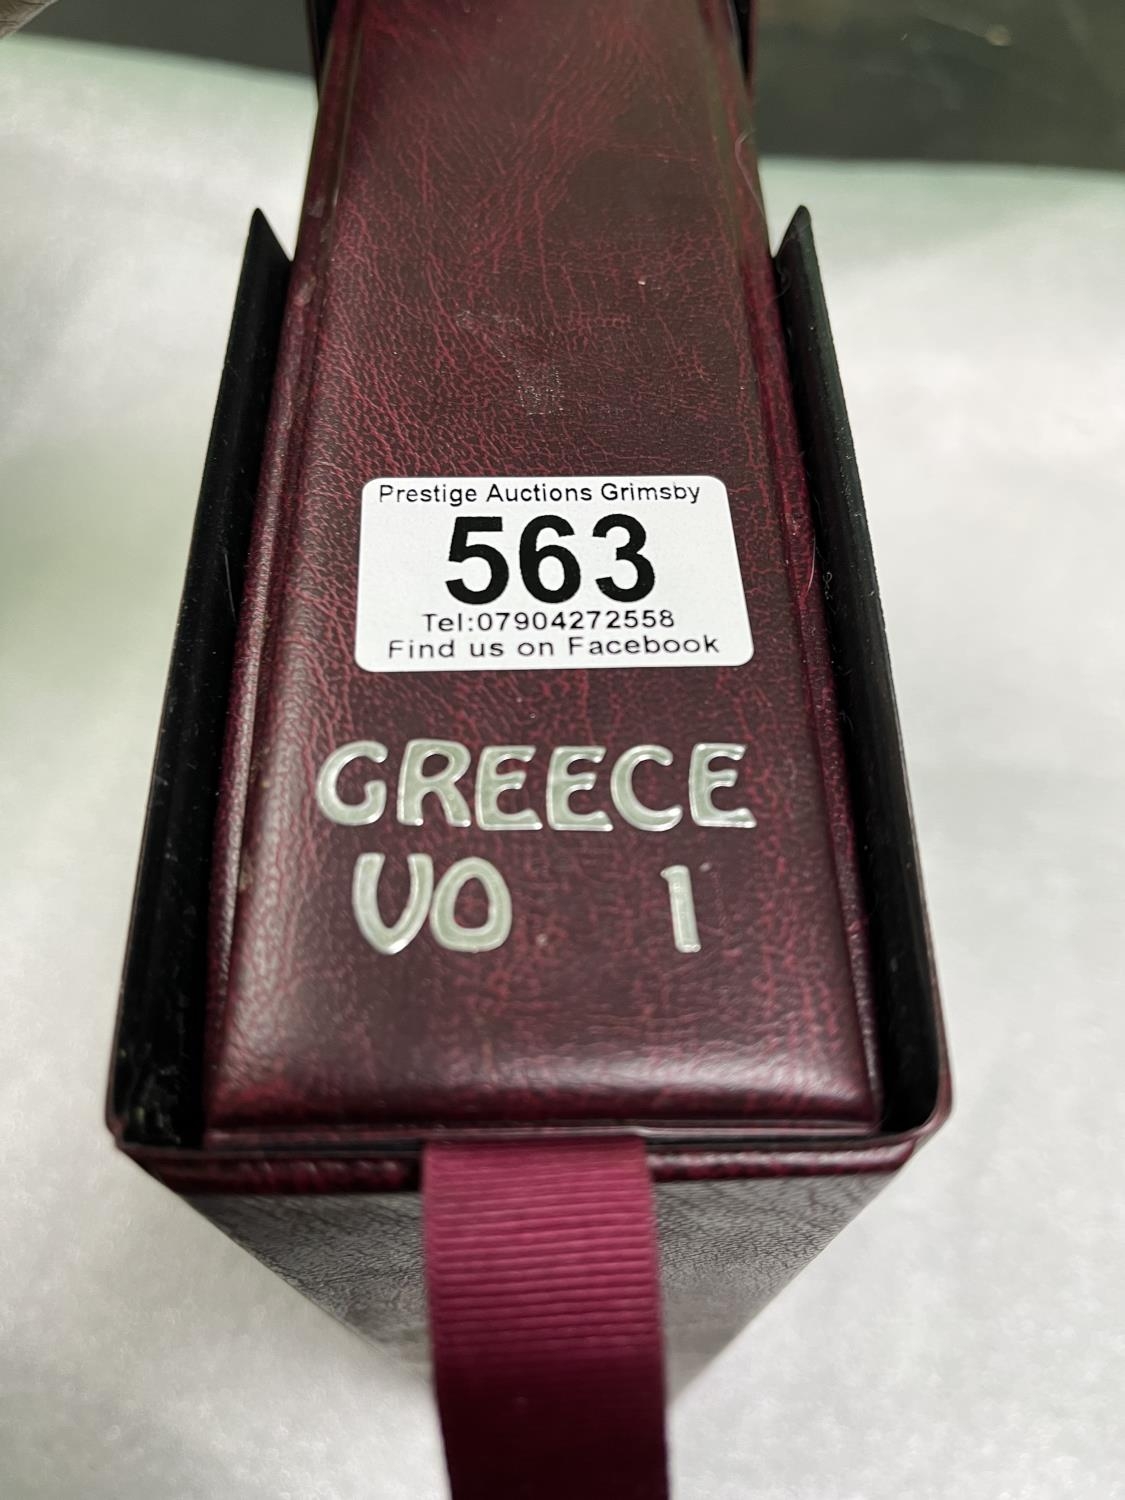 Prestige Auctions Grimsby
563
Tel:07904272558
Find us on Facebook
GREECE
VO 1